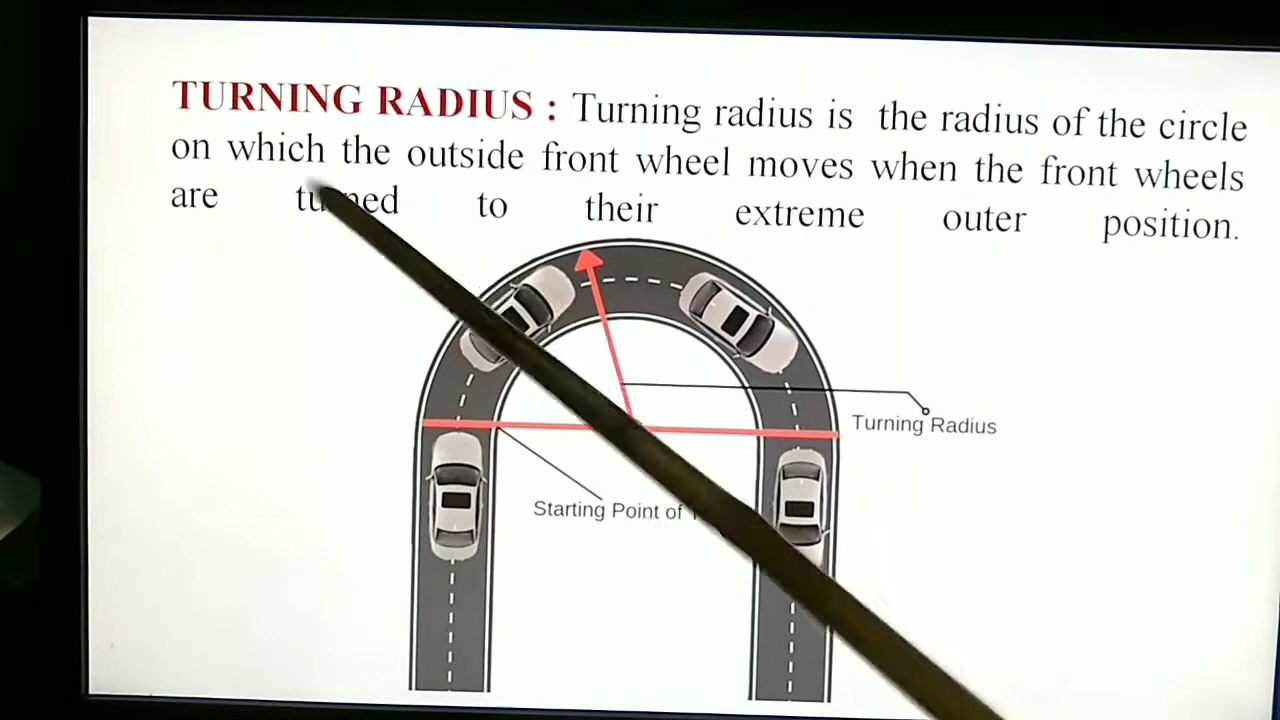 TURNING RADIUS : Turning radius is the radius of the circle
on which the outside front wheel moves when the front wheels
are turned to their extreme outer position.
Turning Radius
Starting Point of